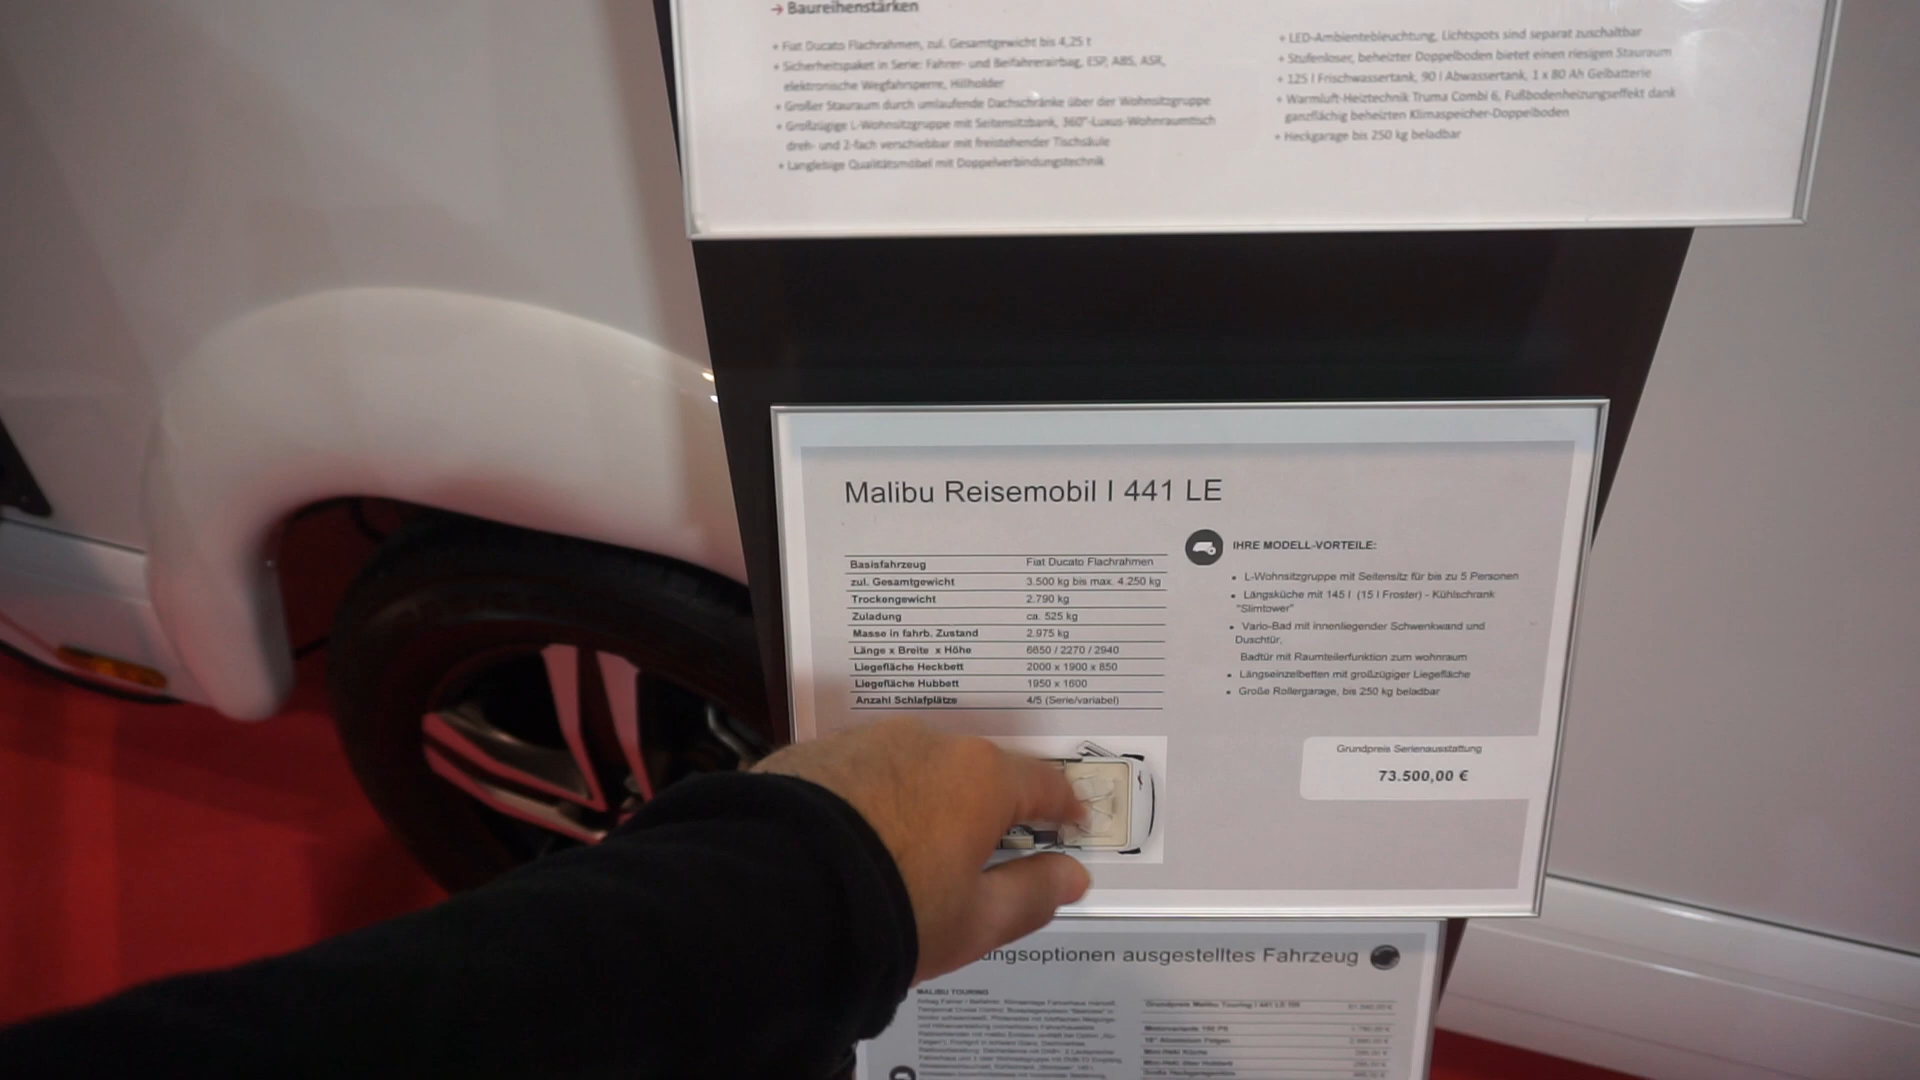 → Baureihenstärken
+ Fiat Ducato Flachrahmen, zul. Gesamtgewicht bis 4,25 t
+ Sicherheitspaket in Serie: Fahrer- und Beifahrerairbag, ESP, ABS, ASR,
elektronische Wegfahrsperre, Hillholder
+ Großer Stauraum durch umlaufende Dachschränke über der Wohnsitzgruppe
+ Großzügige L-Wohnsitzgruppe mit Seitensitzbank, 360°-Luxus-Wohnraumtisch
dreh- und 2-fach verschiebbar mit freistehender Tischsäule
+ Langlebige Qualitätsmöbel mit Doppelverbindungstechnik
+ LED-Ambientebleuchtung, Lichtspots sind separat zuschaltbar
+ Stufenloser, beheizter Doppelboden bietet einen riesigen Stauraum
+ 125 l Frischwassertank, 90 l Abwassertank, 1 x 80 Ah Gelbatterie
+ Warmluft-Heiztechnik Truma Combi 6, Fußbodenheizungseffekt dank
ganzflächig beheizten Klimaspeicher-Doppelboden
+ Heckgarage bis 250 kg beladbar
Malibu Reisemobil I 441 LE
Basisfahrzeug Fiat Ducato Flachrahmen
zul. Gesamtgewicht 3.500 kg bis max. 4.250 kg
Trockengewicht 2.790 kg
Zuladung ca. 525 kg
Masse in fahrb. Zustand 2.975 kg
Länge x Breite x Höhe 6650 / 2270 / 2940
Liegefläche Heckbett 2000 x 1900 x 850
Liegefläche Hubbett 1950 x 1600
Anzahl Schlafplätze 4/5 (Serie/variabel)
IHRE MODELL-VORTEILE:
• L-Wohnsitzgruppe mit Seitensitz für bis zu 5 Personen
• Längsküche mit 145 l (15 l Froster) - Kühlschrank
"Slimtower"
• Vario-Bad mit innenliegender Schwenkwand und
Duschtür,
Badtür mit Raumteilerfunktion zum wohnraum
• Längseinzelbetten mit großzügiger Liegefläche
• Große Rollergarage, bis 250 kg beladbar
Grundpreis Serienausstattung
73.500,00 €
ungsoptionen ausgestelltes Fahrzeug
MALIBU TOURING
Grundpreis Malibu Touring I 441 LE